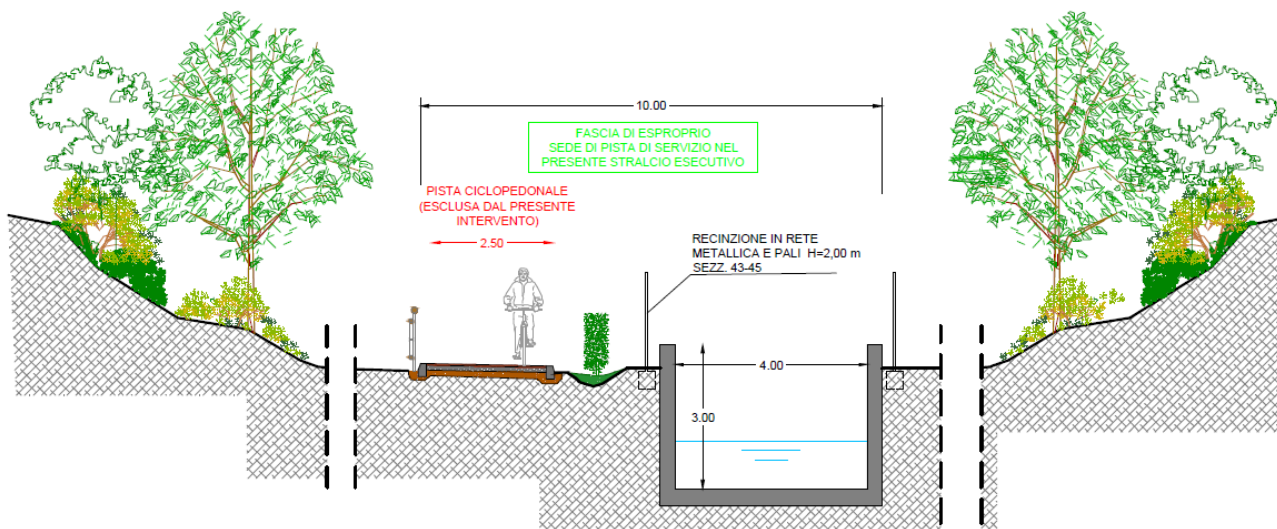 10.00
FASCIA DI ESPROPRIO
SEDE DI PISTA DI SERVIZIO NEL
PRESENTE STRALCIO ESECUTIVO
PISTA CICLOPEDONALE
(ESCLUSA DAL PRESENTE
INTERVENTO)
2.50
RECINZIONE IN RETE
METALLICA E PALI H=2,00 m
SEZZ. 43-45
4.00
3.00